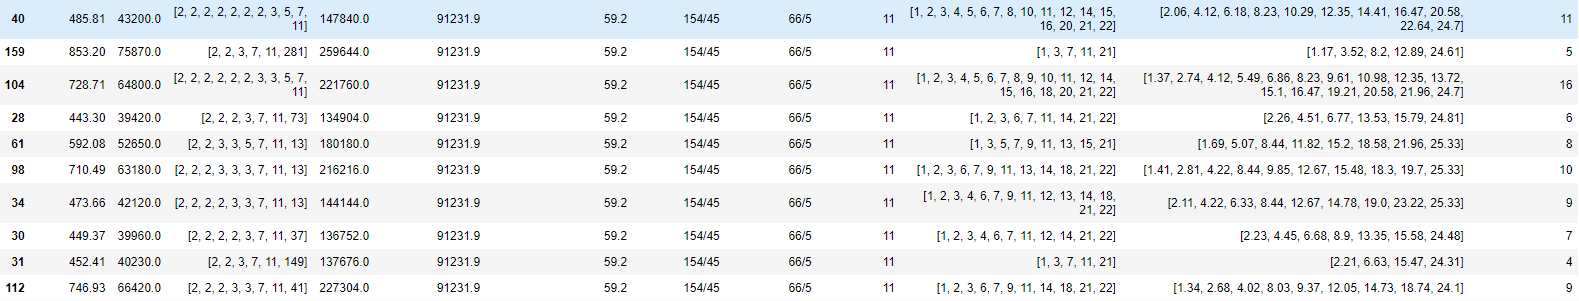 40 485.81 43200.0 [2, 2, 2, 2, 2, 2, 2, 3, 5, 7, 11] 147840.0 91231.9 59.2 154/45 66/5 11 [1, 2, 3, 4, 5, 6, 7, 8, 10, 11, 12, 14, 15, 16, 20, 21, 22] [2.06, 4.12, 6.18, 8.23, 10.29, 12.35, 14.41, 16.47, 20.58, 22.64, 24.7] 11
159 853.20 75870.0 [2, 2, 3, 7, 11, 281] 259644.0 91231.9 59.2 154/45 66/5 11 [1, 3, 7, 11, 21] [1.17, 3.52, 8.2, 12.89, 24.61] 5
104 728.71 64800.0 [2, 2, 2, 2, 2, 2, 3, 3, 5, 7, 11] 221760.0 91231.9 59.2 154/45 66/5 11 [1, 2, 3, 4, 5, 6, 7, 8, 9, 10, 11, 12, 14, 15, 16, 18, 20, 21, 22] [1.37, 2.74, 4.12, 5.49, 6.86, 8.23, 9.61, 10.98, 12.35, 13.72, 15.1, 16.47, 19.21, 20.58, 21.96, 24.7] 16
28 443.30 39420.0 [2, 2, 2, 3, 7, 11, 73] 134904.0 91231.9 59.2 154/45 66/5 11 [1, 2, 3, 6, 7, 11, 14, 21, 22] [2.26, 4.51, 6.77, 13.53, 15.79, 24.81] 6
61 592.08 52650.0 [2, 2, 3, 3, 5, 7, 11, 13] 180180.0 91231.9 59.2 154/45 66/5 11 [1, 3, 5, 7, 9, 11, 13, 15, 21] [1.69, 5.07, 8.44, 11.82, 15.2, 18.58, 21.96, 25.33] 8
98 710.49 63180.0 [2, 2, 2, 3, 3, 3, 7, 11, 13] 216216.0 91231.9 59.2 154/45 66/5 11 [1, 2, 3, 6, 7, 9, 11, 13, 14, 18, 21, 22] [1.41, 2.81, 4.22, 8.44, 9.85, 12.67, 15.48, 18.3, 19.7, 25.33] 10
34 473.66 42120.0 [2, 2, 2, 2, 3, 3, 7, 11, 13] 144144.0 91231.9 59.2 154/45 66/5 11 [1, 2, 3, 4, 6, 7, 9, 11, 12, 13, 14, 18, 21, 22] [2.11, 4.22, 6.33, 8.44, 12.67, 14.78, 19.0, 23.22, 25.33] 9
30 449.37 39960.0 [2, 2, 2, 2, 3, 7, 11, 37] 136752.0 91231.9 59.2 154/45 66/5 11 [1, 2, 3, 4, 6, 7, 11, 12, 14, 21, 22] [2.23, 4.45, 6.68, 8.9, 13.35, 15.58, 24.48] 7
31 452.41 40230.0 [2, 2, 3, 7, 11, 149] 137676.0 91231.9 59.2 154/45 66/5 11 [1, 3, 7, 11, 21] [2.21, 6.63, 15.47, 24.31] 4
112 746.93 66420.0 [2, 2, 2, 3, 3, 7, 11, 41] 227304.0 91231.9 59.2 154/45 66/5 11 [1, 2, 3, 6, 7, 9, 11, 14, 18, 21, 22] [1.34, 2.68, 4.02, 8.03, 9.37, 12.05, 14.73, 18.74, 24.1] 9